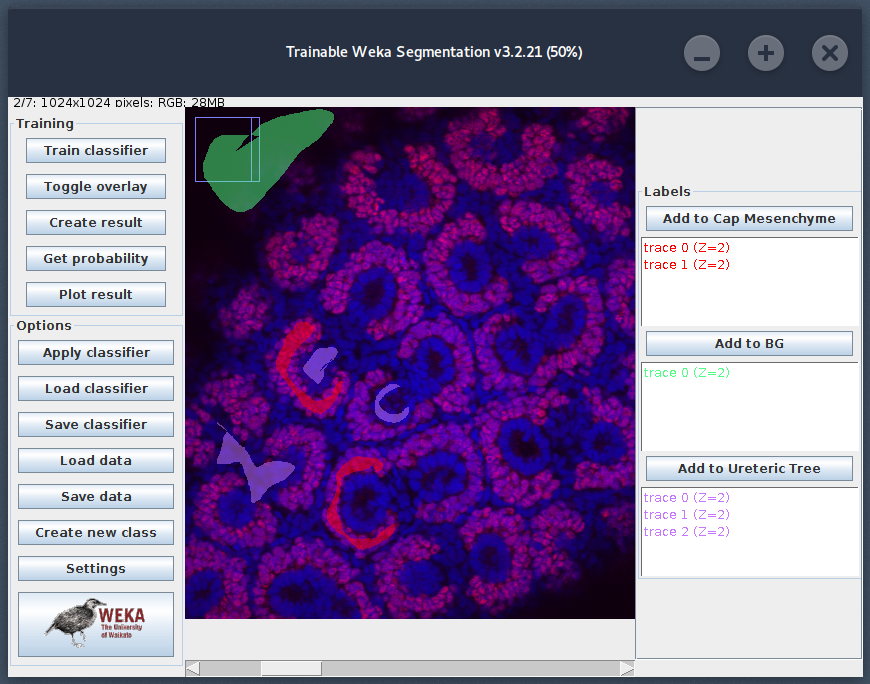 Trainable Weka Segmentation v3.2.21 (50%)
2/7: 1024x1024 pixels: RGB: 28MB
Training
Train classifier
Toggle overlay
Create result
Get probability
Plot result
Options
Apply classifier
Load classifier
Save classifier
Load data
Save data
Create new class
Settings
WEKA
The University
of Waikato
Labels
Add to Cap Mesenchyme
trace 0 (Z=2)
trace 1 (Z=2)
Add to BG
trace 0 (Z=2)
Add to Ureteric Tree
trace 0 (Z=2)
trace 1 (Z=2)
trace 2 (Z=2)